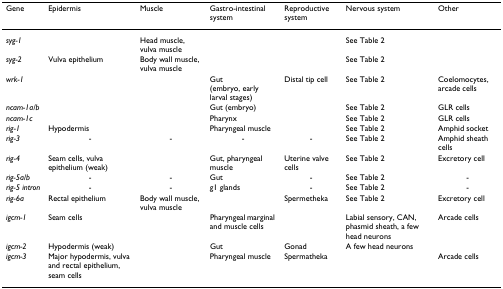 Gene Epidermis Muscle Gastro-intestinal system Reproductive system Nervous system Other
syg-1 Head muscle, vulva muscle See Table 2
syg-2 Vulva epithelium Body wall muscle, vulva muscle See Table 2
wrk-1 Gut (embryo, early larval stages) Distal tip cell See Table 2 Coelomocytes, arcade cells
ncam-1a/b Gut (embryo) See Table 2 GLR cells
ncam-1c Pharynx See Table 2 GLR cells
rig-1 Hypodermis Pharyngeal muscle See Table 2 Amphid socket
rig-3 - - - - See Table 2 Amphid sheath cells
rig-4 Seam cells, vulva epithelium (weak) Gut, pharyngeal muscle Uterine valve cells See Table 2 Excretory cell
rig-5a/b - - Gut - See Table 2 -
rig-5 intron - - g1 glands - See Table 2 -
rig-6a Rectal epithelium Body wall muscle, vulva muscle Spermetheka See Table 2 Excretory cell
igcm-1 Seam cells Pharyngeal marginal and muscle cells Labial sensory, CAN, phasmid sheath, a few head neurons Arcade cells
igcm-2 Hypodermis (weak) Gut Gonad A few head neurons
igcm-3 Major hypodermis, vulva and rectal epithelium, seam cells Pharyngeal muscle Spermatheka Arcade cells